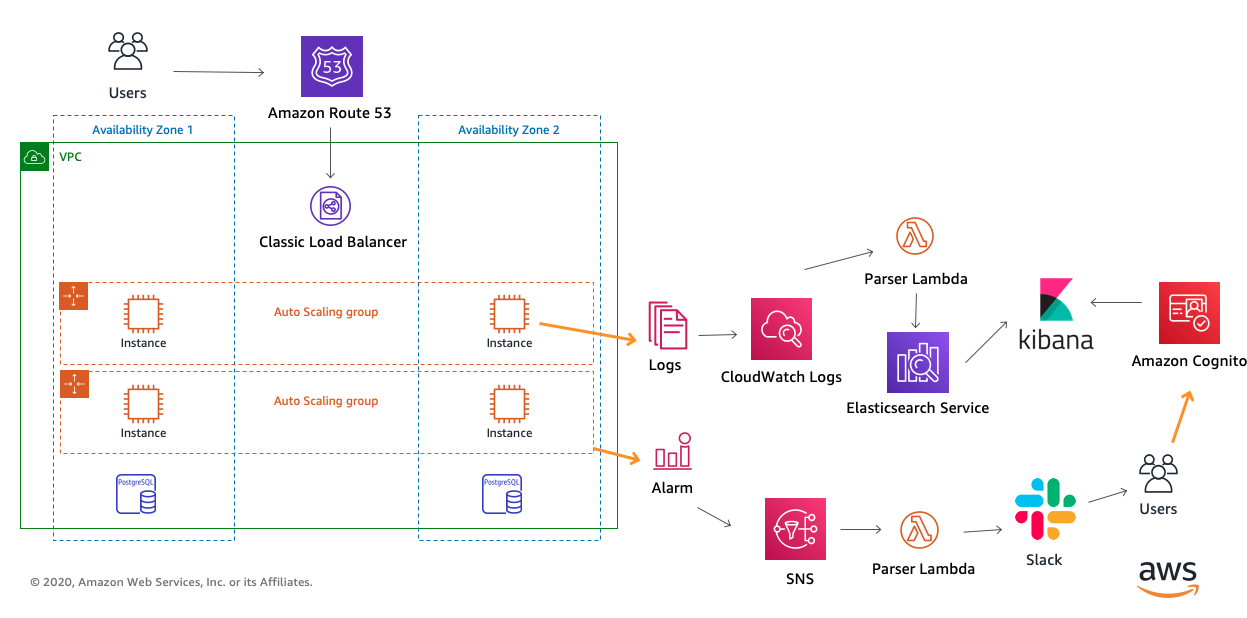 Users
53
Amazon Route 53
Availability Zone 1
Availability Zone 2
VPC
Classic Load Balancer
Auto Scaling group
Instance
Instance
Auto Scaling group
Instance
Instance
PostgreSQL
PostgreSQL
Logs
CloudWatch Logs
Parser Lambda
Elasticsearch Service
kibana
Amazon Cognito
Alarm
SNS
Parser Lambda
Slack
Users
aws
© 2020, Amazon Web Services, Inc. or its Affiliates.